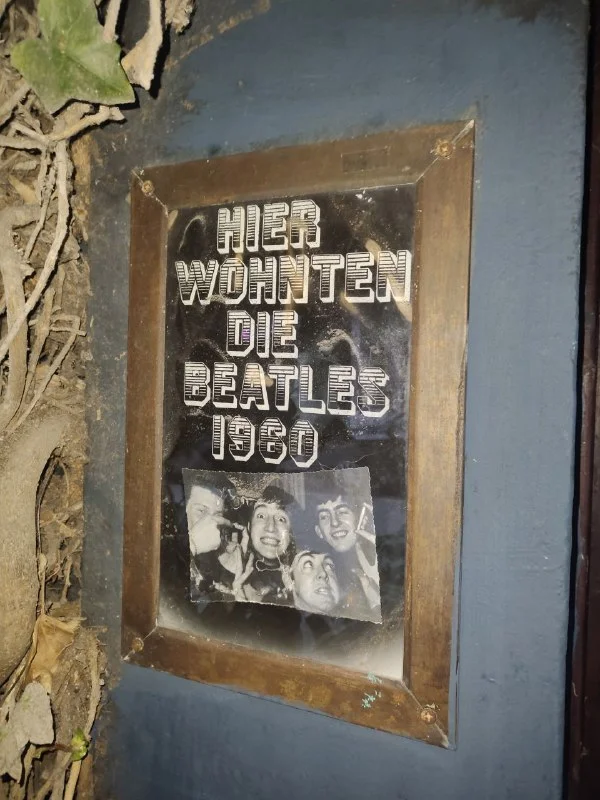 HIER
WOHNTEN
DIE
BEATLES
1960